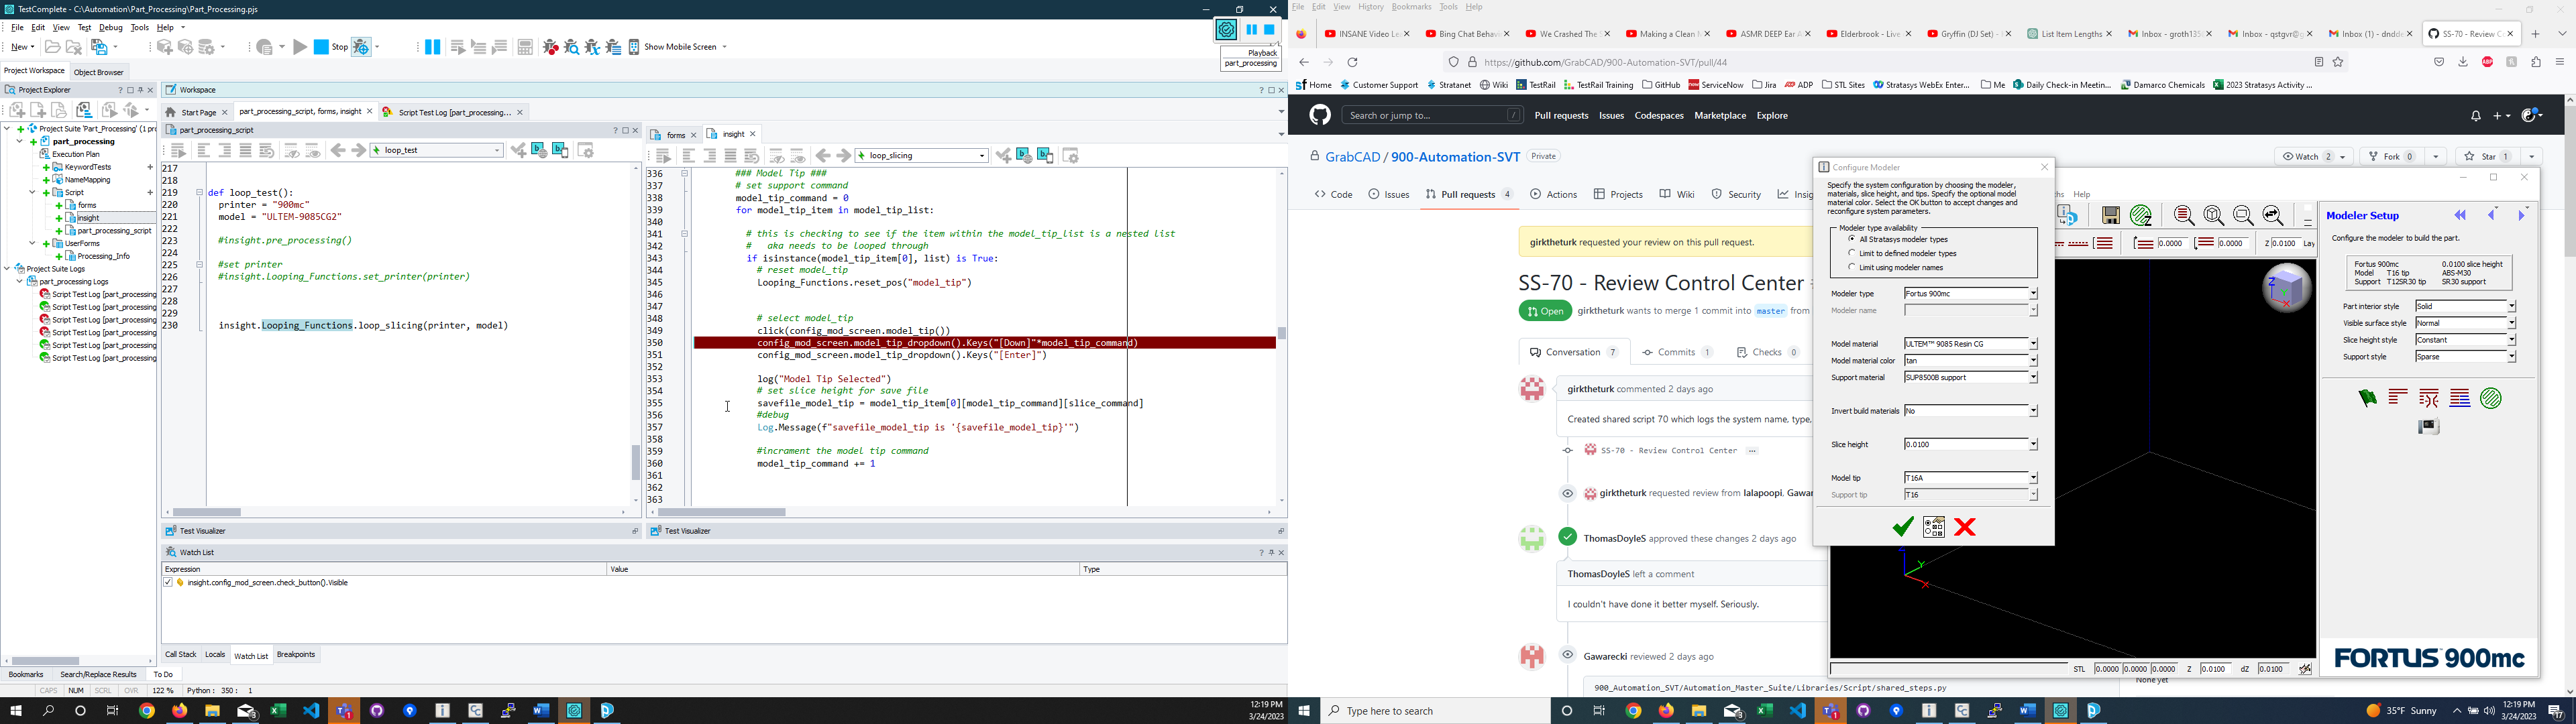 TestComplete - C:\Automation\Part_Processing\Part_Processing.pjs
File Edit View Test Debug Tools Help
New
Stop
Show Mobile Screen
Playback
part_processing
Project Workspace Object Browser
Project Explorer
Project Suite 'Part_Processing' (1 pr
part_processing
Execution Plan
KeywordTests
NameMapping
Script
forms
insight
part_processing_script
UserForms
Processing_Info
Project Suite Logs
part_processing Logs
Script Test Log [part_processing
Script Test Log [part_processing
Script Test Log [part_processing
Script Test Log [part_processing
Script Test Log [part_processing
Script Test Log [part_processing
Bookmarks Search/Replace Results To Do
CAPS NUM SCRL OVR 122 % Python : 350 : 1
Workspace
Start Page part_processing_script, forms, insight Script Test Log [part_processing...
part_processing_script
loop_test
217
218
219 def loop_test():
220 printer = "900mc"
221 model = "ULTEM-9085CG2"
222
223 #insight.pre_processing()
224
225 #set printer
226 #insight.Looping_Functions.set_printer(printer)
227
228
229
230 insight.Looping_Functions.loop_slicing(printer, model)
Test Visualizer
forms insight
loop_slicing
336 ### Model Tip ###
337 # set support command
338 model_tip_command = 0
339 for model_tip_item in model_tip_list:
340
341 # this is checking to see if the item within the model_tip_list is a nested list
342 # aka needs to be looped through
343 if isinstance(model_tip_item[0], list) is True:
344 # reset model_tip
345 Looping_Functions.reset_pos("model_tip")
346
347
348 # select model_tip
349 click(config_mod_screen.model_tip())
350 config_mod_screen.model_tip_dropdown().Keys("[Down]"*model_tip_command)
351 config_mod_screen.model_tip_dropdown().Keys("[Enter]")
352
353 log("Model Tip Selected")
354 # set slice height for save file
355 savefile_model_tip = model_tip_item[0][model_tip_command][slice_command]
356 #debug
357 Log.Message(f"savefile_model_tip is '{savefile_model_tip}'")
358
359 #incrament the model tip command
360 model_tip_command += 1
361
362
363
Test Visualizer
Watch List
Expression Value Type
insight.config_mod_screen.check_button().Visible
Call Stack Locals Watch List Breakpoints
12:19 PM
3/24/2023
File Edit View History Bookmarks Tools Help
INSANE Video Le
Bing Chat Behav
We Crashed The
Making a Clean
ASMR DEEP Ear A
Elderbrook - Live
Gryffin (DJ Set) -
List Item Lengths
Inbox - groth135
Inbox - qstgvr@g
Inbox (1) - dndde
SS-70 - Review C
https://github.com/GrabCAD/900-Automation-SVT/pull/44
Home Customer Support Stratanet Wiki TestRail TestRail Training GitHub ServiceNow Jira ADP STL Sites Stratasys WebEx Enter... Me Daily Check-in Meetin... Damarco Chemicals 2023 Stratasys Activity ...
Search or jump to... /
Pull requests Issues Codespaces Marketplace Explore
GrabCAD / 900-Automation-SVT Private
Watch 2 Fork 0 Star 1
Code Issues Pull requests 4 Actions Projects Wiki Security Insig
girktheturk requested your review on this pull request.
SS-70 - Review Control Center
Open girktheturk wants to merge 1 commit into master from
Conversation 7 Commits 1 Checks 0
girktheturk commented 2 days ago
Created shared script 70 which logs the system name, type,
SS-70 - Review Control Center ...
girktheturk requested review from lalapoopi, Gawar
ThomasDoyleS approved these changes 2 days ago
ThomasDoyleS left a comment
I couldn't have done it better myself. Seriously.
Gawarecki reviewed 2 days ago
900_Automation_SVT/Automation_Master_Suite/Libraries/Script/shared_steps.py
None yet
Configure Modeler
Specify the system configuration by choosing the modeler,
materials, slice height, and tips. Specify the optional model
material color. Select the OK button to accept changes and
reconfigure system parameters.
Modeler type availability
All Stratasys modeler types
Limit to defined modeler types
Limit using modeler names
Modeler type Fortus 900mc
Modeler name
Model material ULTEM™ 9085 Resin CG
Model material color tan
Support material SUP8500B support
Invert build materials No
Slice height 0.0100
Model tip T16A
Support tip T16
Help
0.0000 0.0000 Z 0.0100 Lay
Modeler Setup
Configure the modeler to build the part.
Fortus 900mc 0.0100 slice height
Model T16 tip ABS-M30
Support T12SR30 tip SR30 support
Part interior style Solid
Visible surface style Normal
Slice height style Constant
Support style Sparse
FORTUS 900mc
Z
X
Y
X
STL 0.0000 0.0000 0.0000 Z 0.0100 dZ 0.0100
Type here to search
35°F Sunny
12:19 PM
3/24/2023